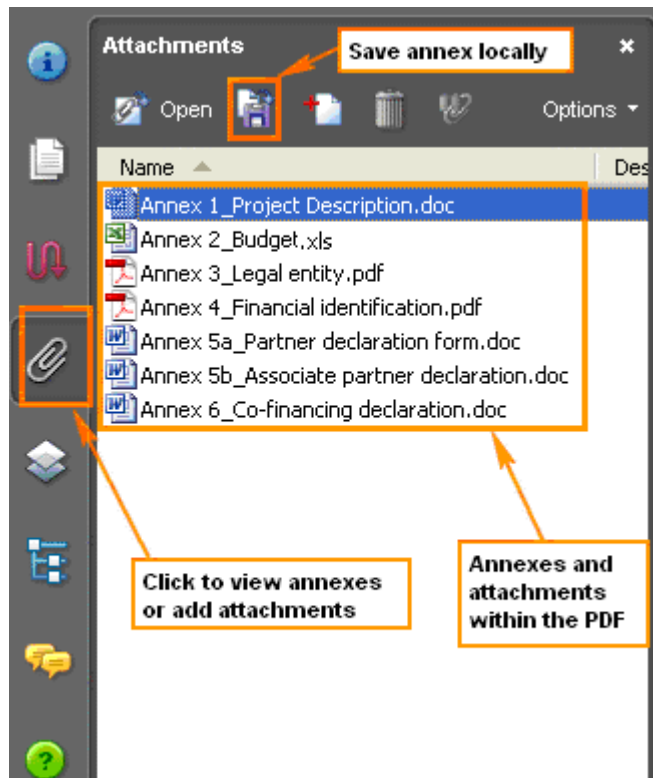 Attachments
Save annex locally
Open
Options
Name
Des
Annex 1_Project Description.doc
Annex 2_Budget.xls
Annex 3_Legal entity.pdf
Annex 4_Financial identification.pdf
Annex 5a_Partner declaration form.doc
Annex 5b_Associate partner declaration.doc
Annex 6_Co-financing declaration.doc
Click to view annexes
or add attachments
Annexes and
attachments
within the PDF